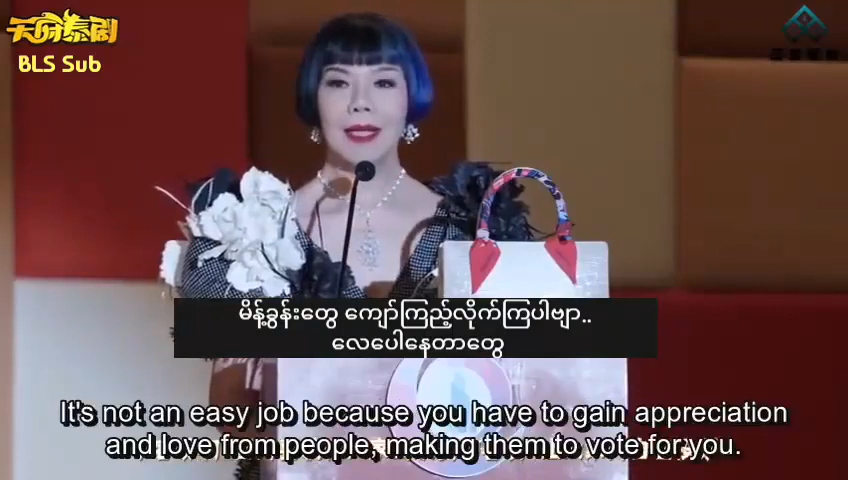 天府泰剧
BLS Sub
မိန့်ခွန်းတွေ ကျော်ကြည့်လိုက်ကြပါဗျာ..
လေပေါနေတာတွေ
It's not an easy job because you have to gain appreciation
and love from people, making them to vote for you.